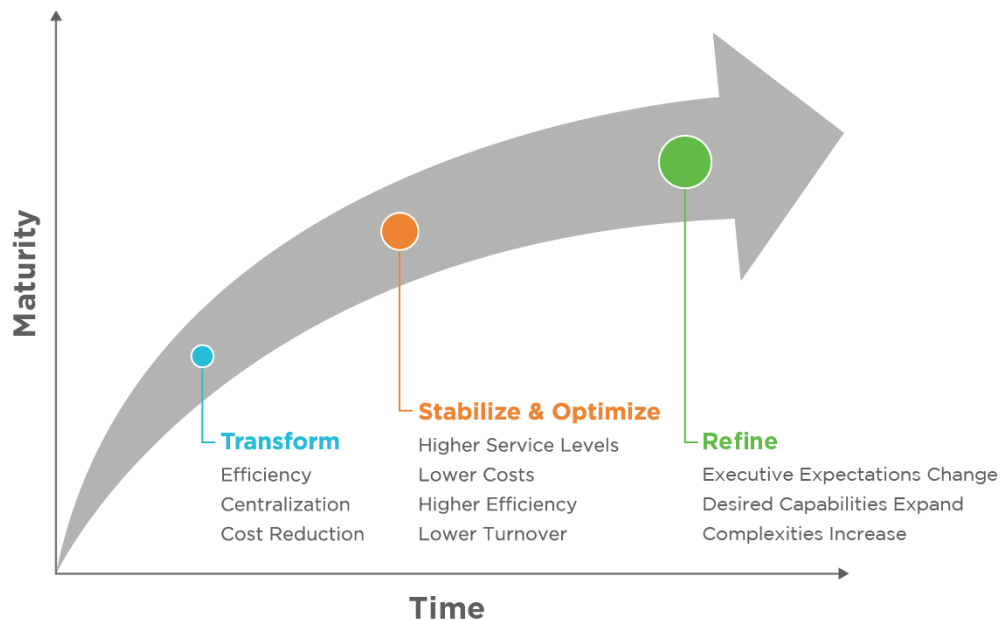 Maturity
Transform
Efficiency
Centralization
Cost Reduction
Stabilize & Optimize
Higher Service Levels
Lower Costs
Higher Efficiency
Lower Turnover
Refine
Executive Expectations Change
Desired Capabilities Expand
Complexities Increase
Time